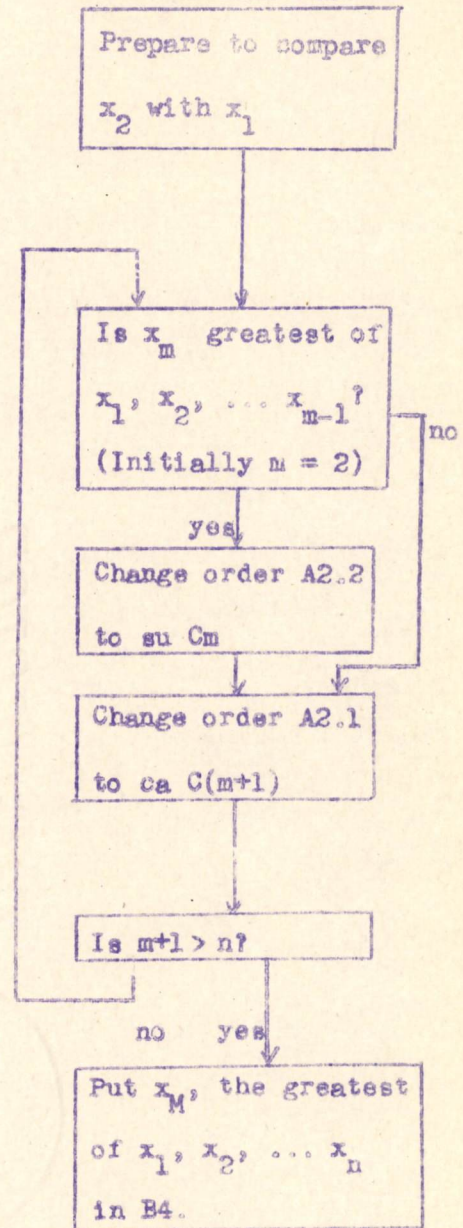 Prepare to compare
x₂ with x₁
Is xₘ greatest of
x₁, x₂, ... xₘ₋₁?
(Initially m = 2)
no
yes
Change order A2.2
to su Cm
Change order A2.1
to ca C(m+1)
Is m+1 > n?
no yes
Put x_M, the greatest
of x₁, x₂, ... xₙ
in B4.